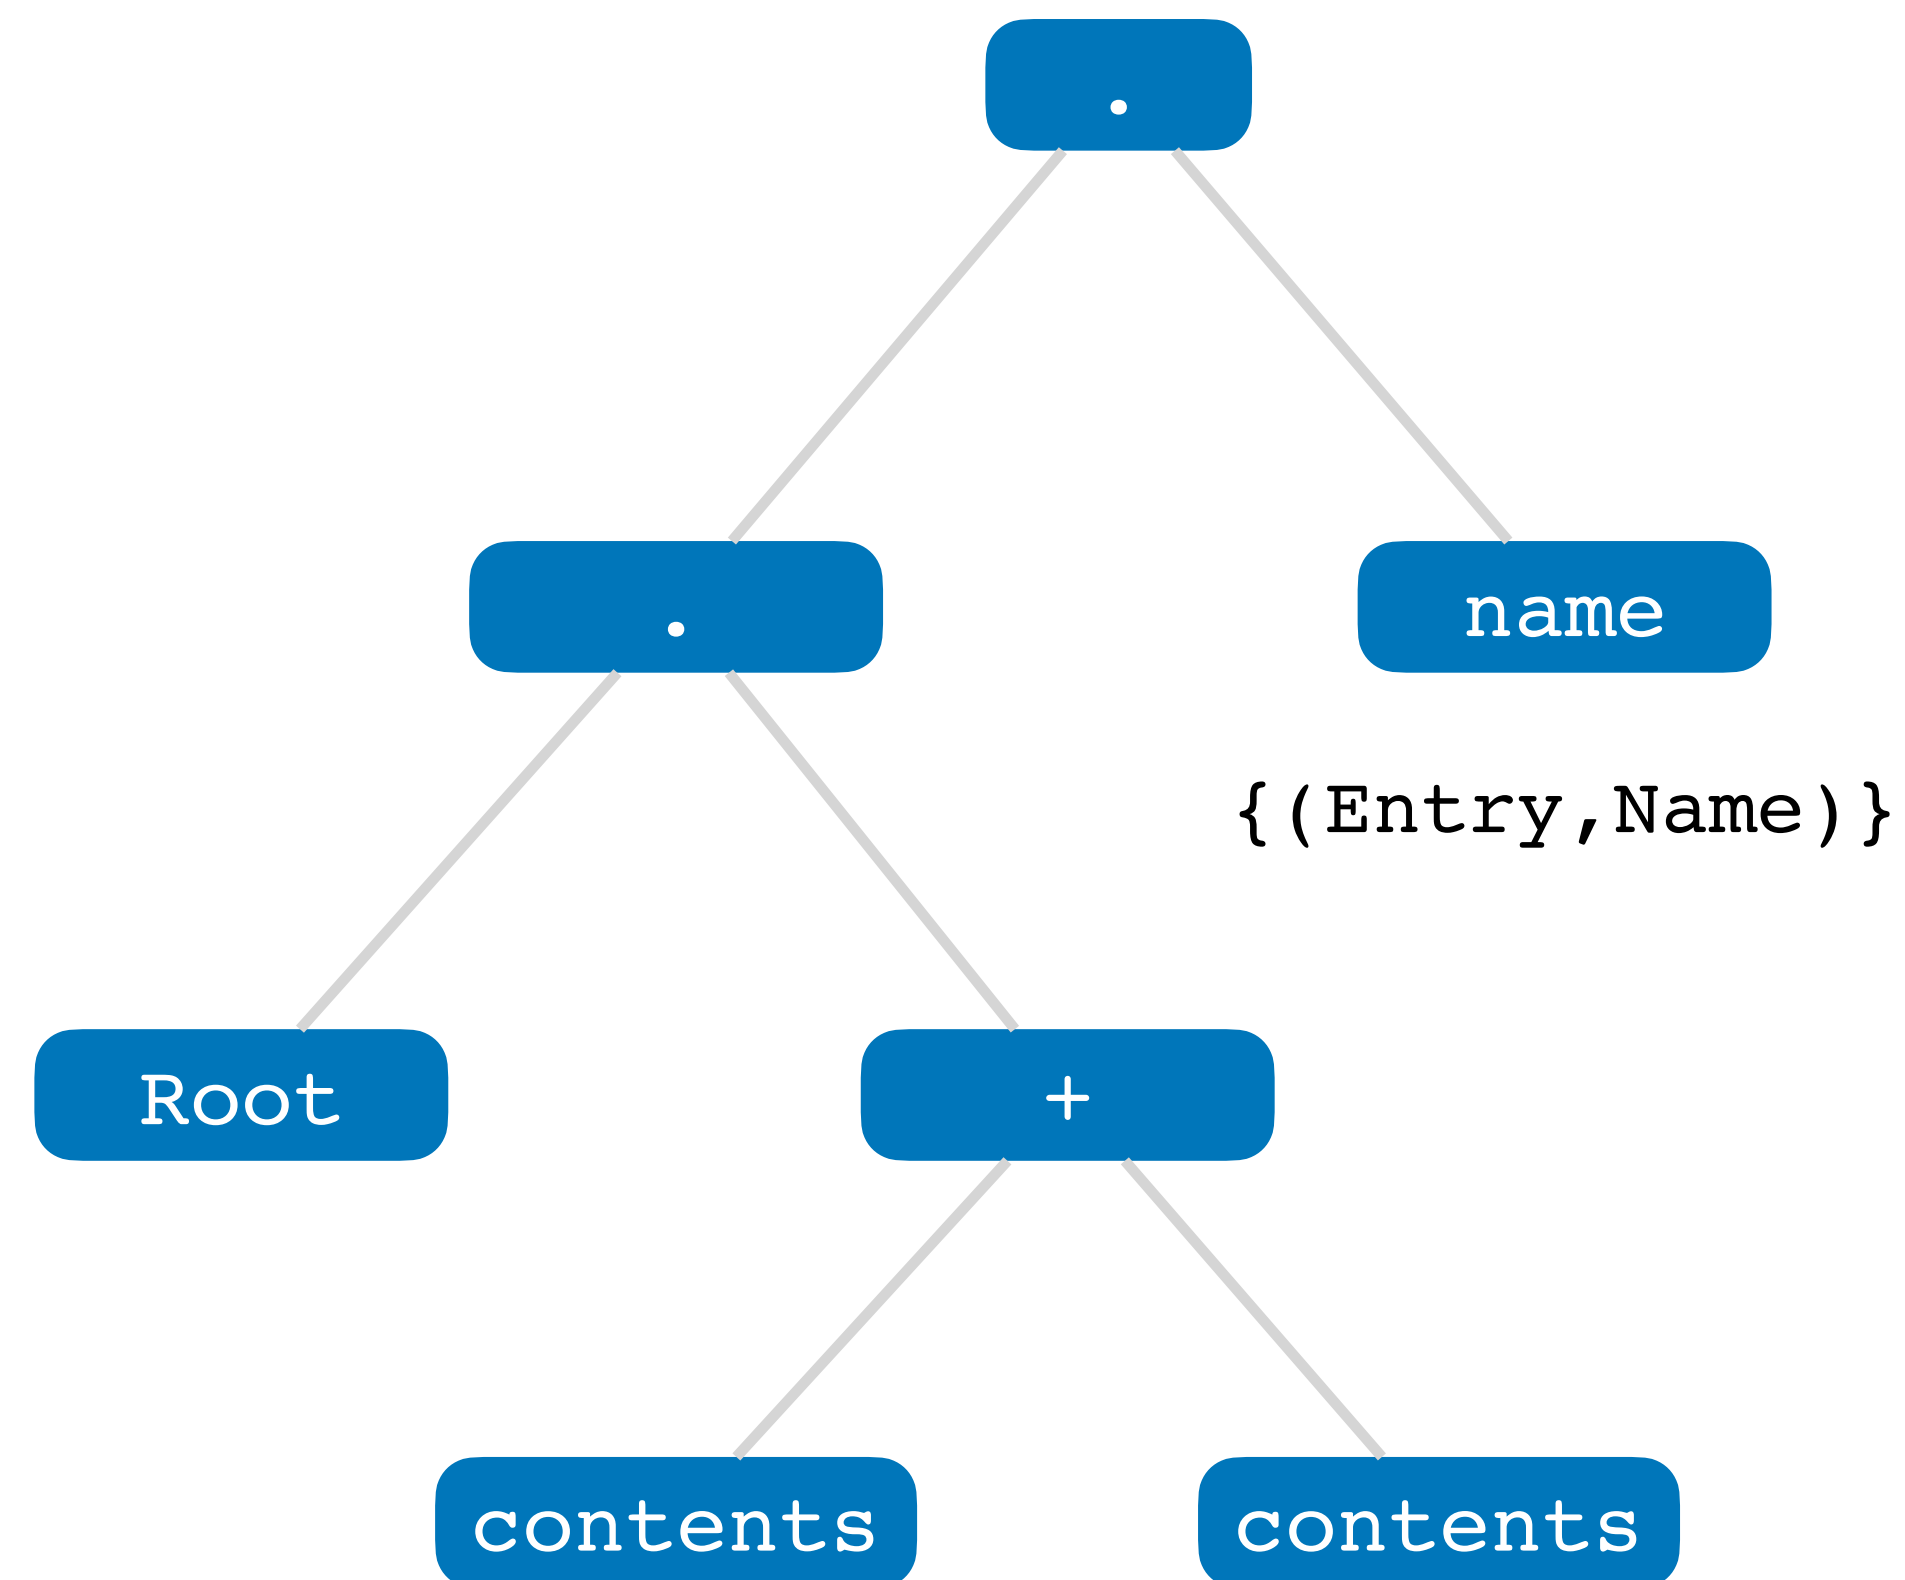 .
. name
{(Entry,Name)}
Root +
contents contents